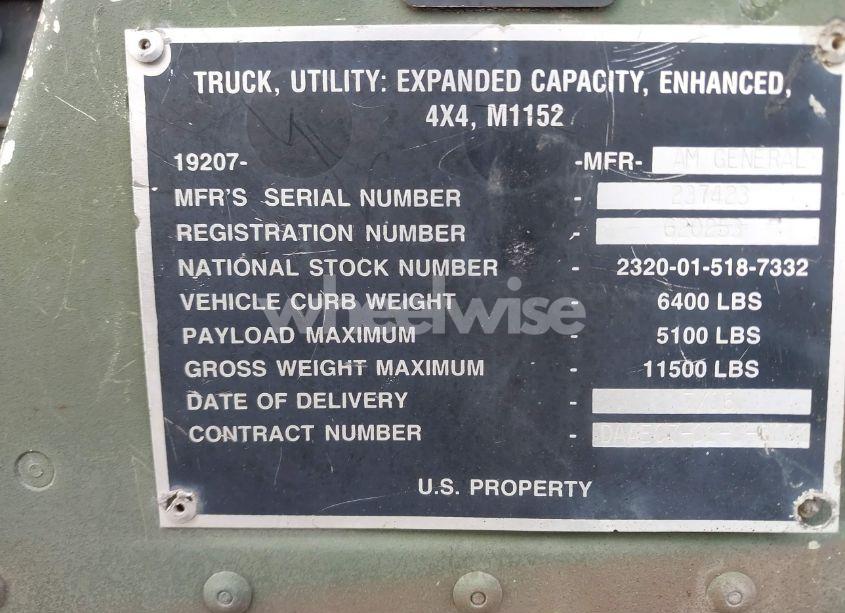 TRUCK, UTILITY: EXPANDED CAPACITY, ENHANCED,
4X4, M1152
19207- -MFR- AM GENERAL
MFR'S SERIAL NUMBER - 237423
REGISTRATION NUMBER -
NATIONAL STOCK NUMBER - 2320-01-518-7332
VEHICLE CURB WEIGHT - 6400 LBS
wheelwise
PAYLOAD MAXIMUM - 5100 LBS
GROSS WEIGHT MAXIMUM - 11500 LBS
DATE OF DELIVERY -
CONTRACT NUMBER -
U.S. PROPERTY